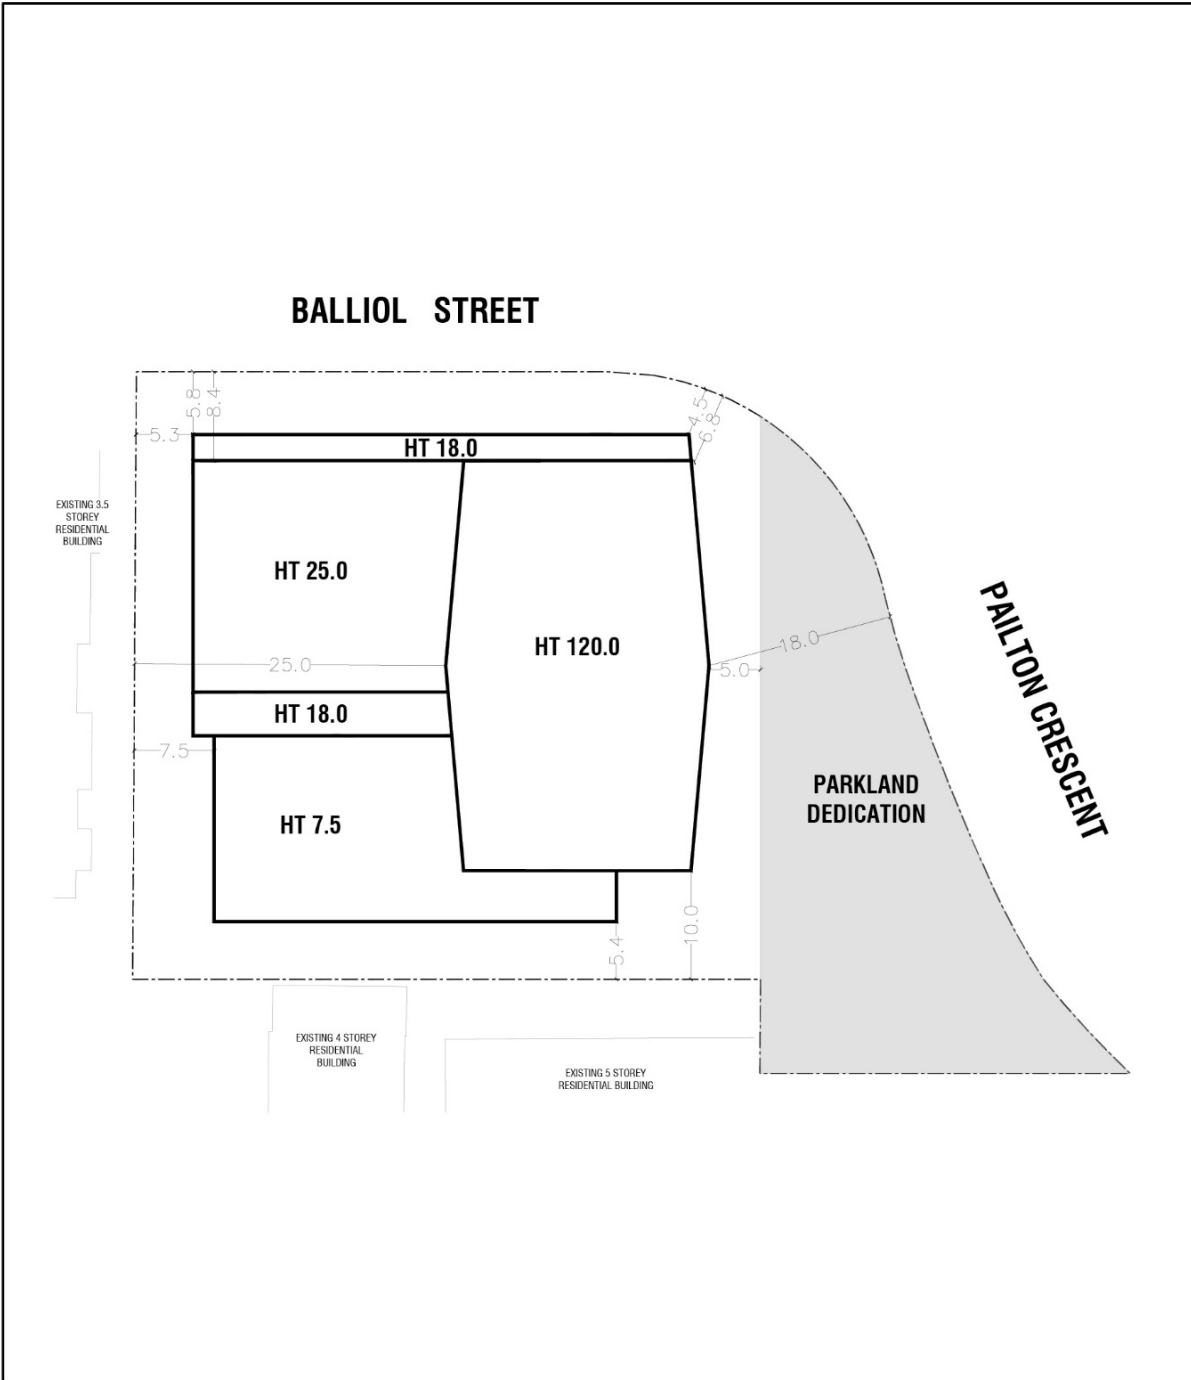 BALLIOL STREET
5.8
8.4
4.5
6.8
5.3
HT 18.0
EXISTING 3.5
STOREY
RESIDENTIAL
BUILDING
HT 25.0
HT 120.0
PAILTON CRESCENT
18.0
25.0
5.0
HT 18.0
7.5
PARKLAND
DEDICATION
HT 7.5
10.0
5.4
EXISTING 4 STOREY
RESIDENTIAL
BUILDING
EXISTING 5 STOREY
RESIDENTIAL BUILDING